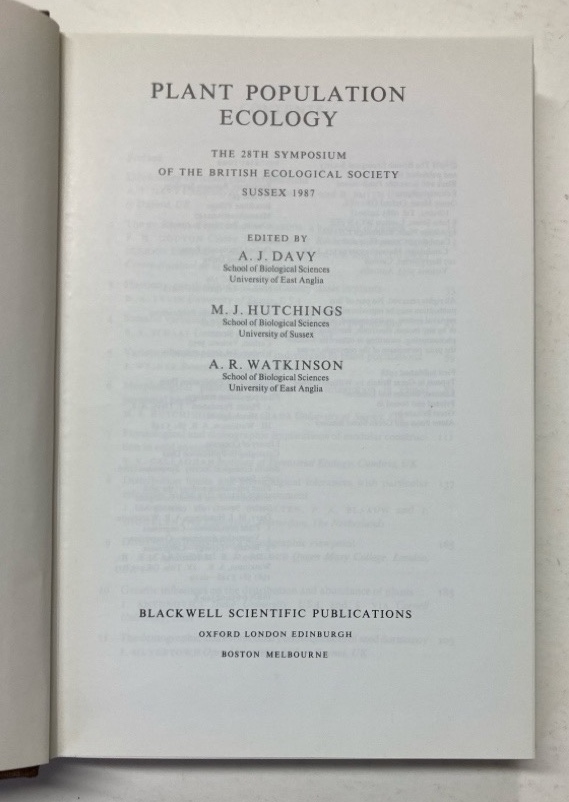 PLANT POPULATION
ECOLOGY
THE 28TH SYMPOSIUM
OF THE BRITISH ECOLOGICAL SOCIETY
SUSSEX 1987
EDITED BY
A. J. DAVY
School of Biological Sciences
University of East Anglia
M. J. HUTCHINGS
School of Biological Sciences
University of Sussex
A. R. WATKINSON
School of Biological Sciences
University of East Anglia
BLACKWELL SCIENTIFIC PUBLICATIONS
OXFORD LONDON EDINBURGH
BOSTON MELBOURNE